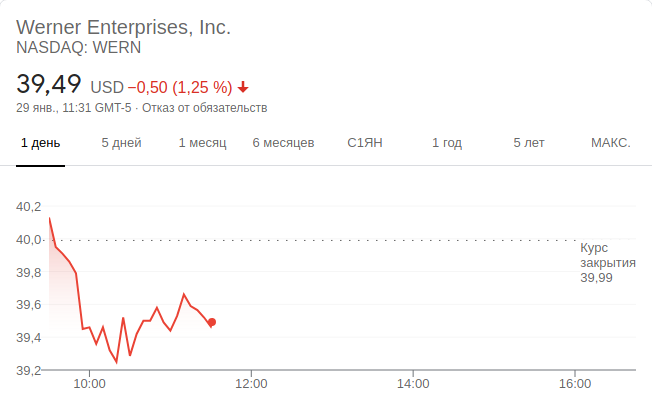 Werner Enterprises, Inc.
NASDAQ: WERN
39,49 USD −0,50 (1,25 %)
29 янв., 11:31 GMT-5 · Отказ от обязательств
1 день 5 дней 1 месяц 6 месяцев С1ЯН 1 год 5 лет МАКС.
40,2
40,0
Курс
закрытия
39,99
39,8
39,6
39,4
39,2
10:00 12:00 14:00 16:00